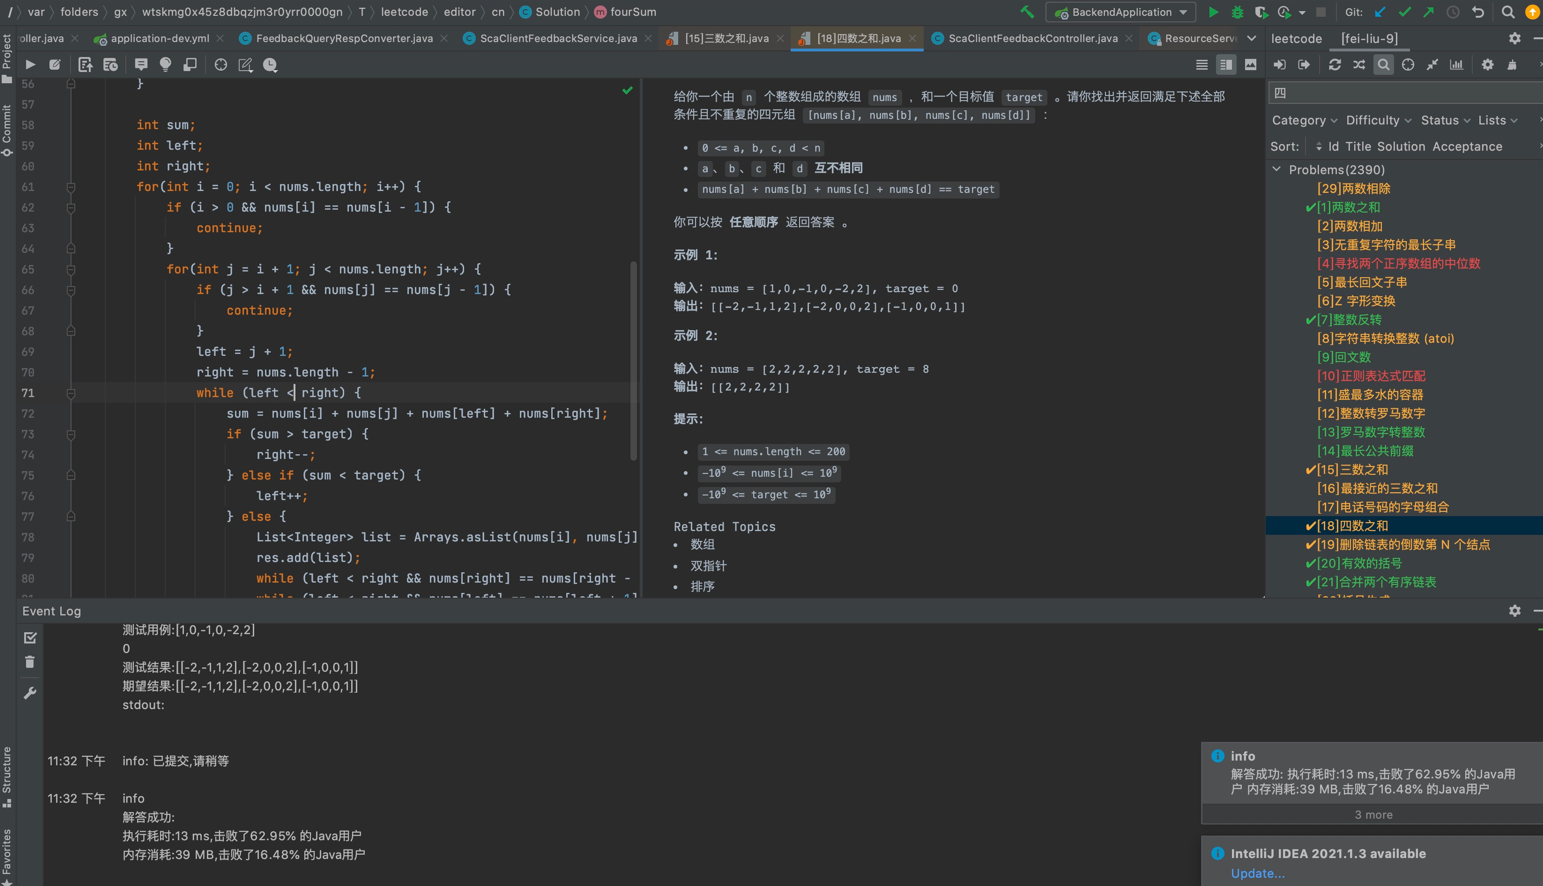 / var folders gx wtskmg0x45z8dbqzjm3r0yrr0000gn T leetcode editor cn Solution fourSum
BackendApplication Git:
oller.java application-dev.yml FeedbackQueryRespConverter.java ScaClientFeedbackService.java [15]三数之和.java [18]四数之和.java ScaClientFeedbackController.java ResourceServ
leetcode [fei-liu-9]
Project
Commit
Structure
Favorites
56 }
57
58 int sum;
59 int left;
60 int right;
61 for(int i = 0; i < nums.length; i++) {
62 if (i > 0 && nums[i] == nums[i - 1]) {
63 continue;
64 }
65 for(int j = i + 1; j < nums.length; j++) {
66 if (j > i + 1 && nums[j] == nums[j - 1]) {
67 continue;
68 }
69 left = j + 1;
70 right = nums.length - 1;
71 while (left < right) {
72 sum = nums[i] + nums[j] + nums[left] + nums[right];
73 if (sum > target) {
74 right--;
75 } else if (sum < target) {
76 left++;
77 } else {
78 List<Integer> list = Arrays.asList(nums[i], nums[j]
79 res.add(list);
80 while (left < right && nums[right] == nums[right -
给你一个由 n 个整数组成的数组 nums ，和一个目标值 target 。请你找出并返回满足下述全部
条件且不重复的四元组 [nums[a], nums[b], nums[c], nums[d]] ：
• 0 <= a, b, c, d < n
• a、b、c 和 d 互不相同
• nums[a] + nums[b] + nums[c] + nums[d] == target
你可以按 任意顺序 返回答案 。
示例 1：
输入：nums = [1,0,-1,0,-2,2], target = 0
输出：[[-2,-1,1,2],[-2,0,0,2],[-1,0,0,1]]
示例 2：
输入：nums = [2,2,2,2,2], target = 8
输出：[[2,2,2,2]]
提示：
• 1 <= nums.length <= 200
• -10⁹ <= nums[i] <= 10⁹
• -10⁹ <= target <= 10⁹
Related Topics
• 数组
• 双指针
• 排序
四
Category Difficulty Status Lists
Sort: Id Title Solution Acceptance
Problems(2390)
[29]两数相除
✔[1]两数之和
[2]两数相加
[3]无重复字符的最长子串
[4]寻找两个正序数组的中位数
[5]最长回文子串
[6]Z 字形变换
✔[7]整数反转
[8]字符串转换整数 (atoi)
[9]回文数
[10]正则表达式匹配
[11]盛最多水的容器
[12]整数转罗马数字
[13]罗马数字转整数
[14]最长公共前缀
✔[15]三数之和
[16]最接近的三数之和
[17]电话号码的字母组合
✔[18]四数之和
✔[19]删除链表的倒数第 N 个结点
✔[20]有效的括号
✔[21]合并两个有序链表
Event Log
测试用例:[1,0,-1,0,-2,2]
0
测试结果:[[-2,-1,1,2],[-2,0,0,2],[-1,0,0,1]]
期望结果:[[-2,-1,1,2],[-2,0,0,2],[-1,0,0,1]]
stdout:
11:32 下午 info: 已提交,请稍等
11:32 下午 info
解答成功:
执行耗时:13 ms,击败了62.95% 的Java用户
内存消耗:39 MB,击败了16.48% 的Java用户
info
解答成功: 执行耗时:13 ms,击败了62.95% 的Java用
户 内存消耗:39 MB,击败了16.48% 的Java用户
3 more
IntelliJ IDEA 2021.1.3 available
Update...